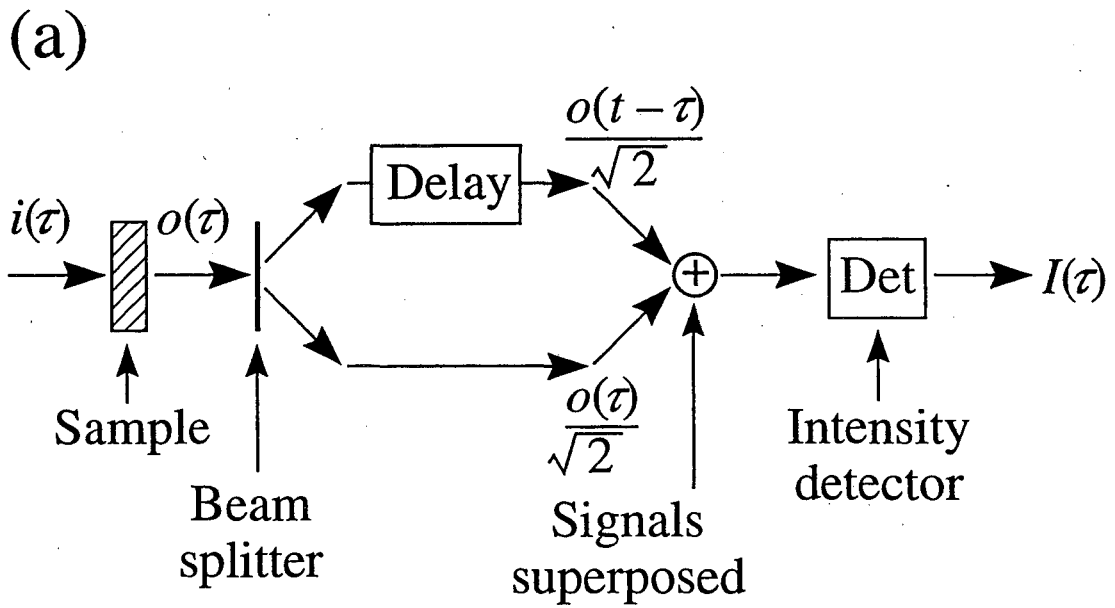 (a)
o(t − τ)
√2
Delay
i(τ)
o(τ)
+
Det
I(τ)
o(τ)
√2
Sample
Beam
splitter
Signals
superposed
Intensity
detector